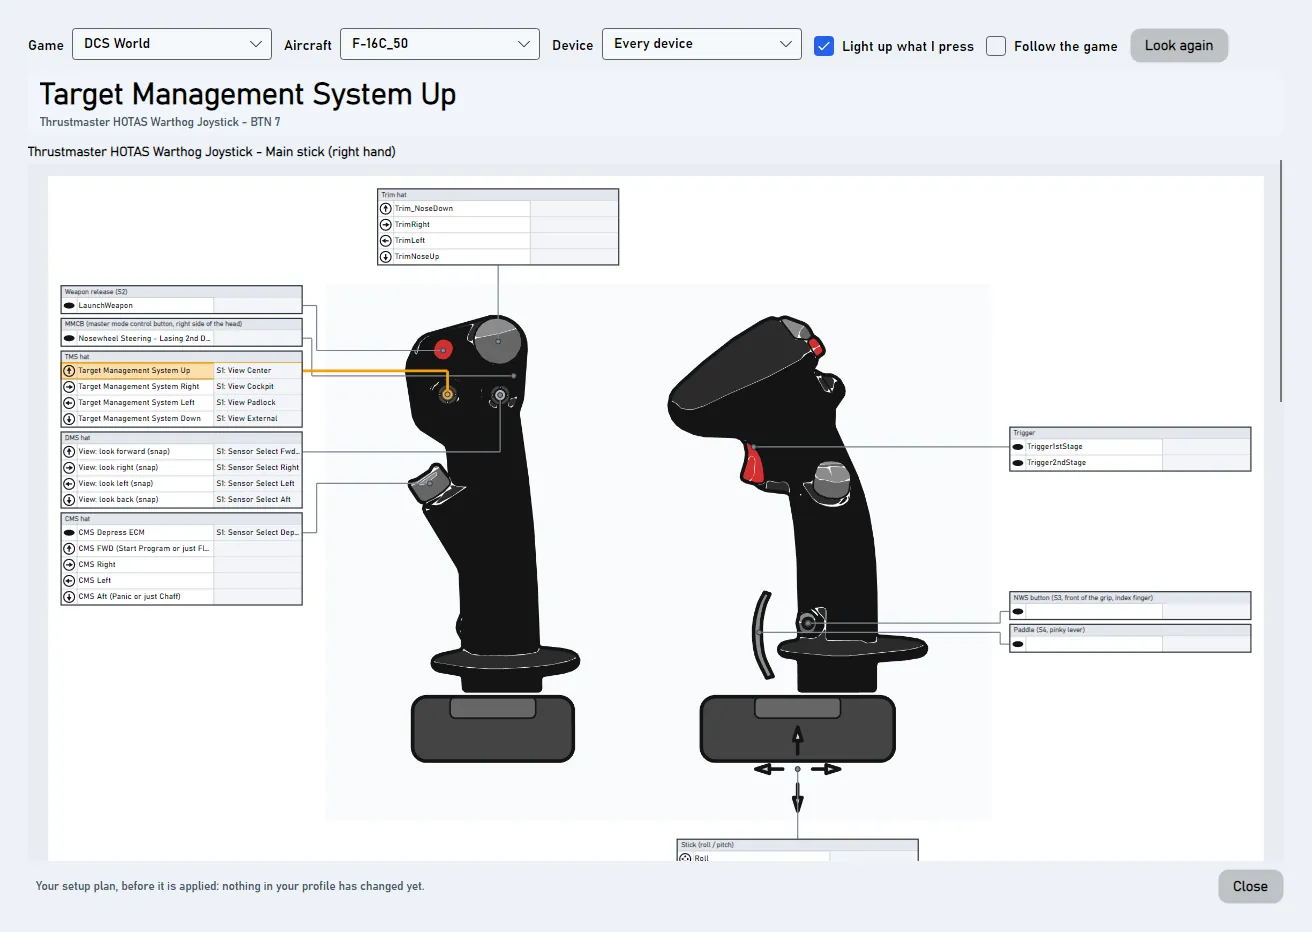 Game DCS World Aircraft F-16C_50 Device Every device Light up what I press Follow the game Look again
Target Management System Up
Thrustmaster HOTAS Warthog Joystick - BTN 7
Thrustmaster HOTAS Warthog Joystick - Main stick (right hand)
Trim hat
Trim_NoseDown
TrimRight
TrimLeft
TrimNoseUp
Weapon release (S2)
LaunchWeapon
MMCB (master mode control button, right side of the head)
Nosewheel Steering - Lasing 2nd D...
TMS hat
Target Management System Up S1: View Center
Target Management System Right S1: View Cockpit
Target Management System Left S1: View Padlock
Target Management System Down S1: View External
DMS hat
View: look forward (snap) S1: Sensor Select Fwd...
View: look right (snap) S1: Sensor Select Right
View: look left (snap) S1: Sensor Select Left
View: look back (snap) S1: Sensor Select Aft
CMS hat
CMS Depress ECM S1: Sensor Select Dep...
CMS FWD (Start Program or just Fl...
CMS Right
CMS Left
CMS Aft (Panic or just Chaff)
Trigger
Trigger1stStage
Trigger2ndStage
NWS button (S3, front of the grip, index finger)
Paddle (S4, pinky lever)
Stick (roll / pitch)
Roll
Your setup plan, before it is applied: nothing in your profile has changed yet.
Close